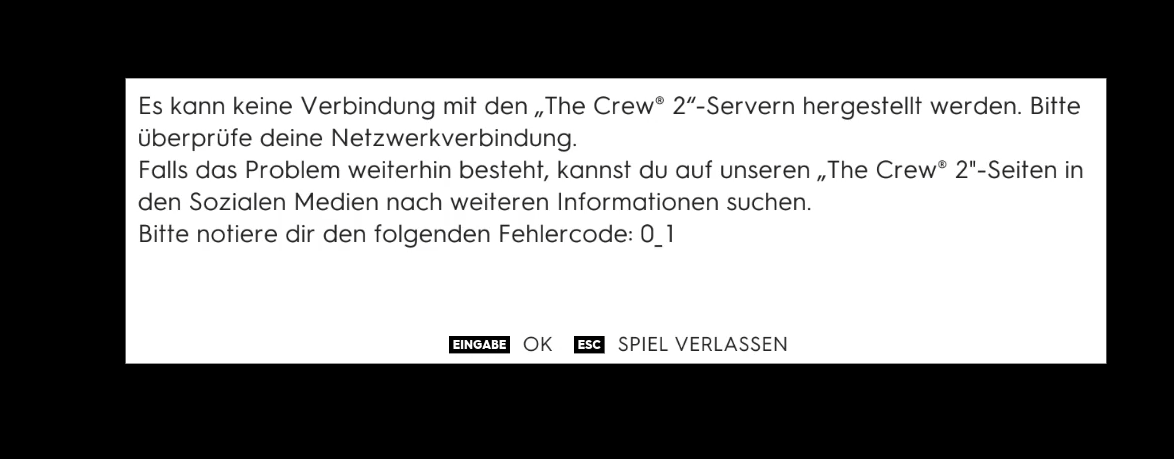 Es kann keine Verbindung mit den „The Crew® 2“-Servern hergestellt werden. Bitte
überprüfe deine Netzwerkverbindung.
Falls das Problem weiterhin besteht, kannst du auf unseren „The Crew® 2"-Seiten in
den Sozialen Medien nach weiteren Informationen suchen.
Bitte notiere dir den folgenden Fehlercode: 0_1
EINGABE OK ESC SPIEL VERLASSEN